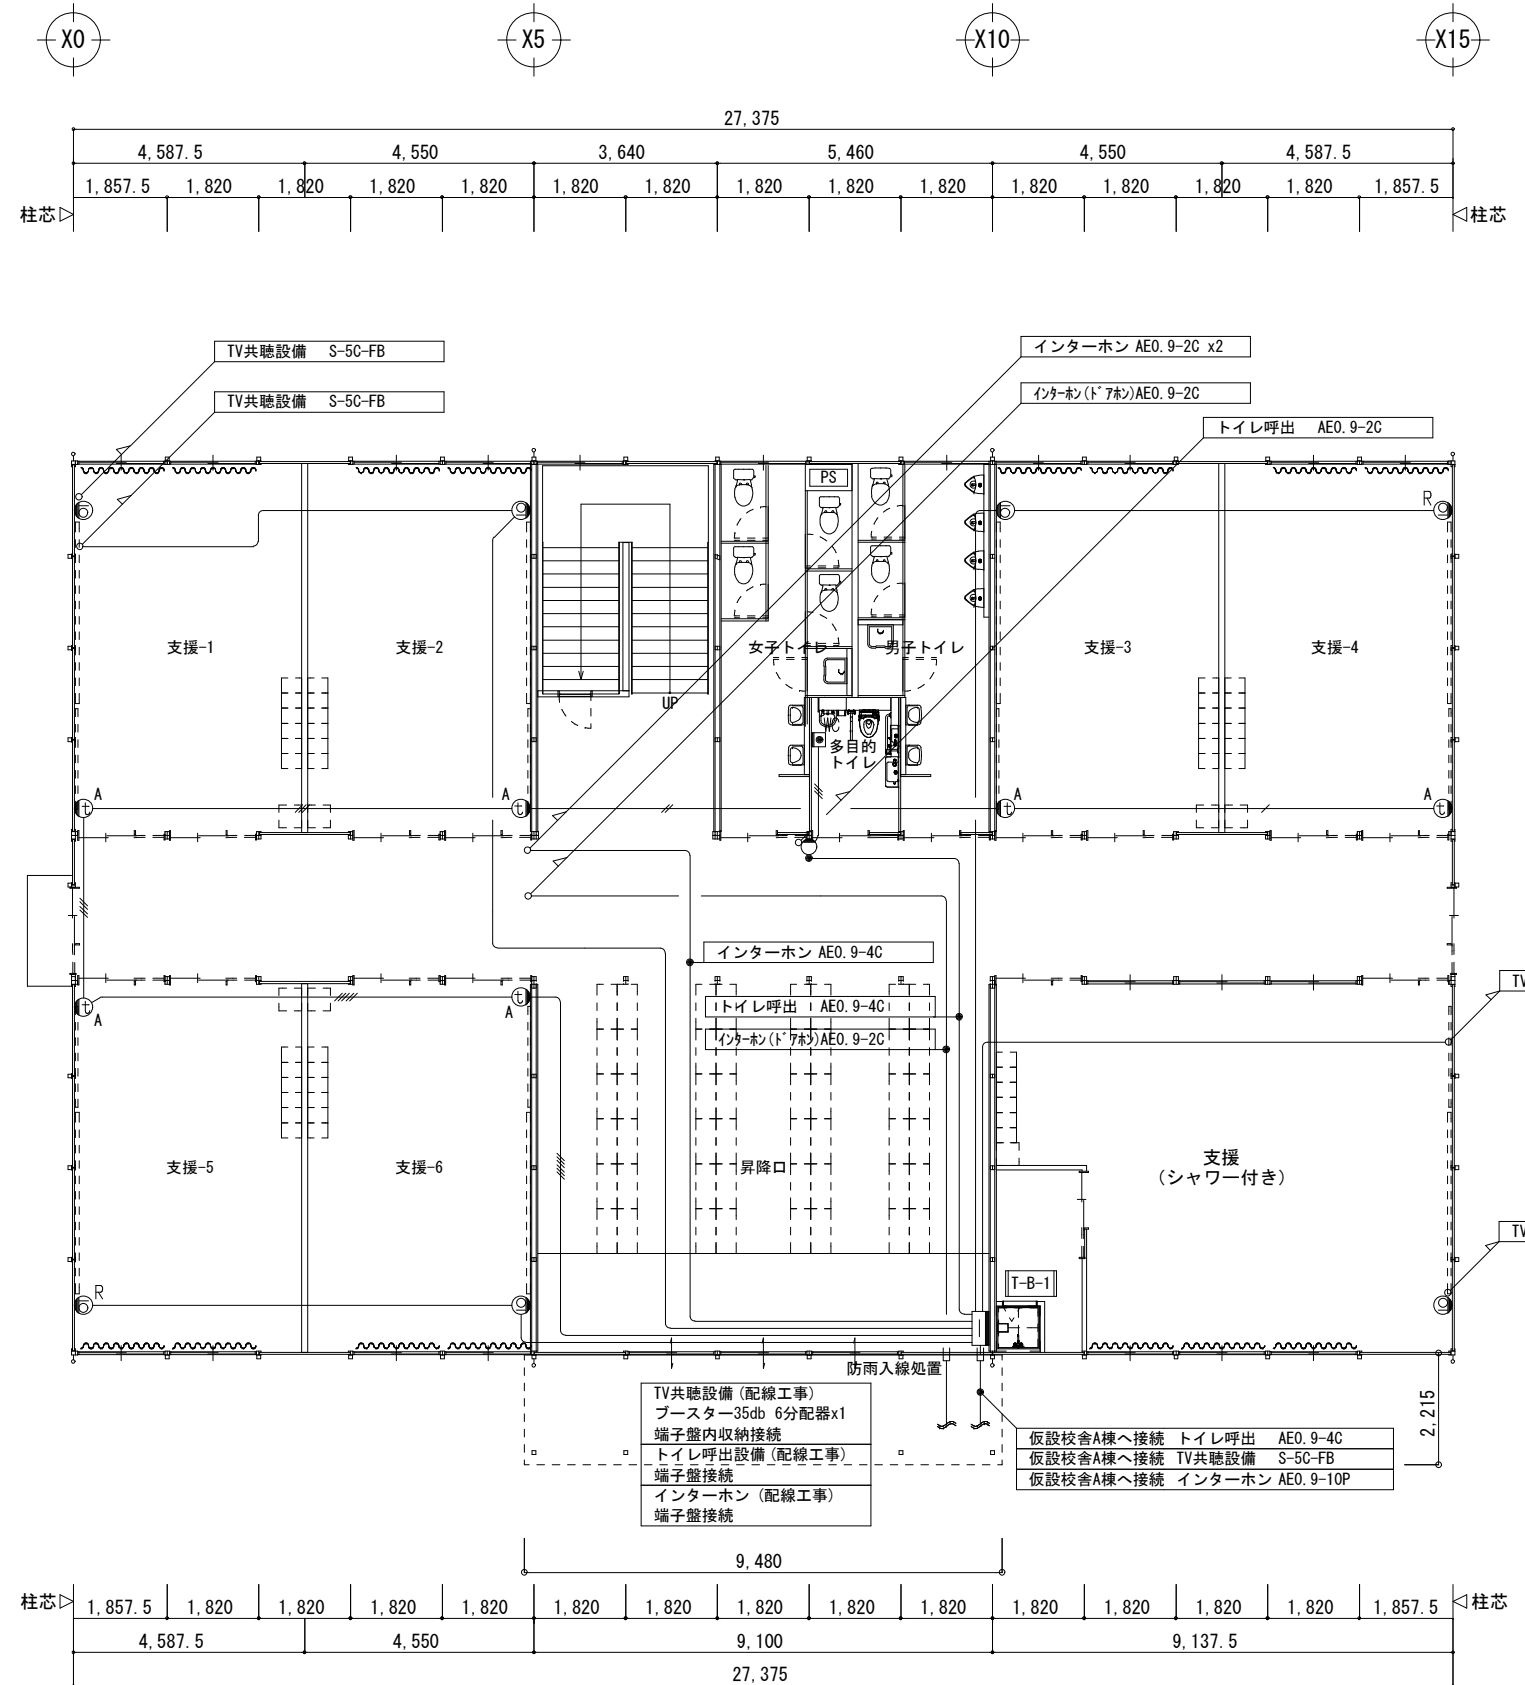 X0 X5 X10 X15
27,375
4,587.5 4,550 3,640 5,460 4,550 4,587.5
1,857.5 1,820 1,820 1,820 1,820 1,820 1,820 1,820 1,820 1,820 1,820 1,820 1,820 1,820 1,857.5
柱芯 柱芯
TV共聴設備 S-5C-FB
インターホン AE0.9-2C x2
TV共聴設備 S-5C-FB
インターホン(ドアホン)AE0.9-2C
トイレ呼出 AE0.9-2C
PS
R
支援-1 支援-2 女子トイレ 男子トイレ 支援-3 支援-4
UP
多目的
トイレ
A A A A
インターホン AE0.9-4C
TV
トイレ呼出 AE0.9-4C
A A
インターホン(ドアホン)AE0.9-2C
支援-5 支援-6 昇降口 支援
(シャワー付き)
TV
T-B-1
R
防雨入線処置
TV共聴設備(配線工事)
ブースター35db 6分配器x1
端子盤内収納接続
トイレ呼出設備(配線工事)
端子盤接続
インターホン (配線工事)
端子盤接続
仮設校舎A棟へ接続 トイレ呼出 AE0.9-4C
仮設校舎A棟へ接続 TV共聴設備 S-5C-FB
仮設校舎A棟へ接続 インターホン AE0.9-10P
2,215
9,480
柱芯 1,857.5 1,820 1,820 1,820 1,820 1,820 1,820 1,820 1,820 1,820 1,820 1,820 1,820 1,820 1,857.5 柱芯
4,587.5 4,550 9,100 9,137.5
27,375